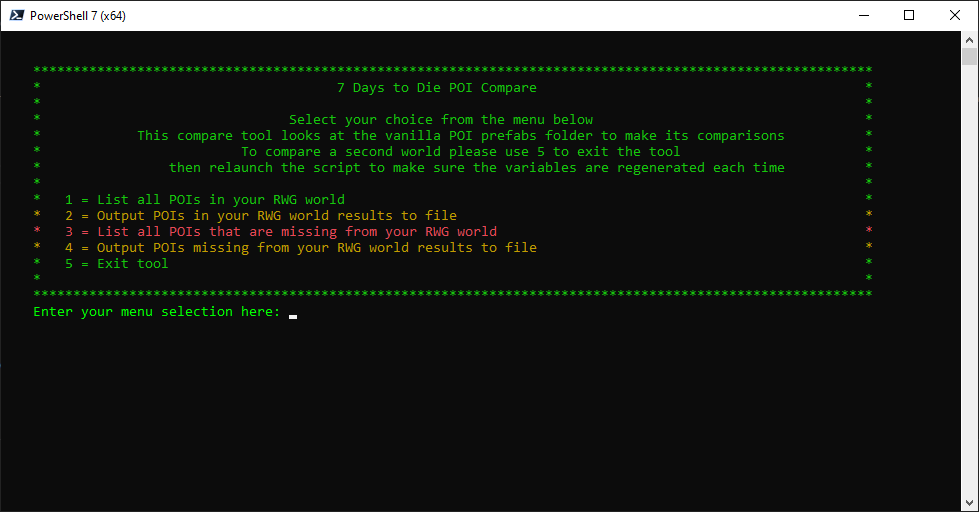 PowerShell 7 (x64)
*********************************************************************************************************
* 7 Days to Die POI Compare *
* *
* Select your choice from the menu below *
* This compare tool looks at the vanilla POI prefabs folder to make its comparisons *
* To compare a second world please use 5 to exit the tool *
* then relaunch the script to make sure the variables are regenerated each time *
* *
* 1 = List all POIs in your RWG world *
* 2 = Output POIs in your RWG world results to file *
* 3 = List all POIs that are missing from your RWG world *
* 4 = Output POIs missing from your RWG world results to file *
* 5 = Exit tool *
* *
*********************************************************************************************************
Enter your menu selection here: